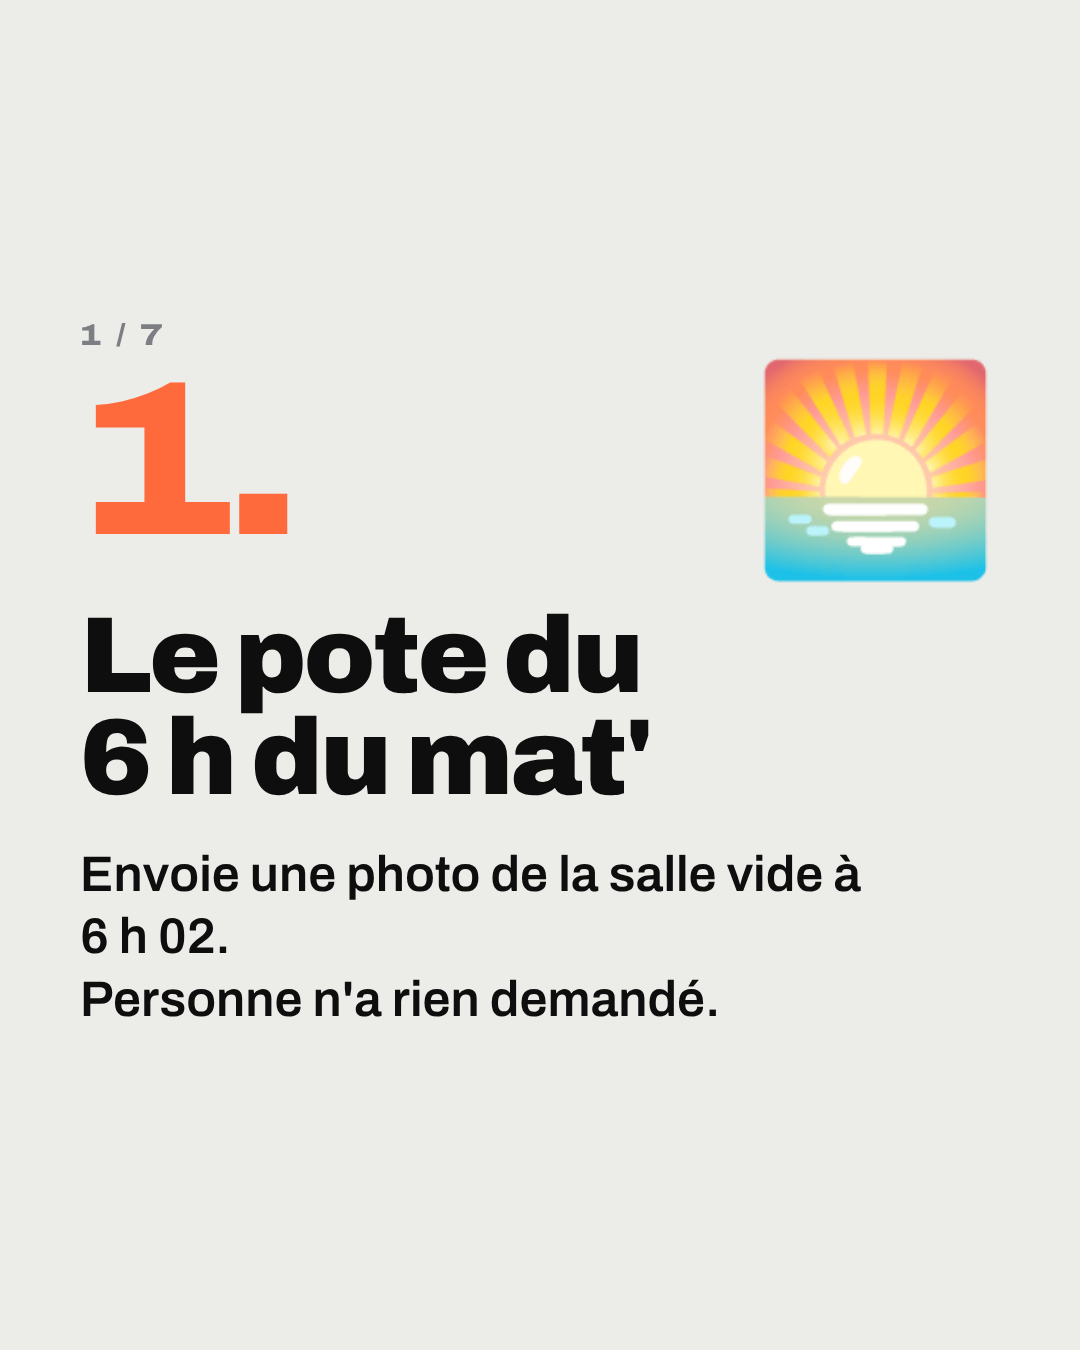 1 / 7
1.
Le pote du
6 h du mat'
Envoie une photo de la salle vide à
6 h 02.
Personne n'a rien demandé.